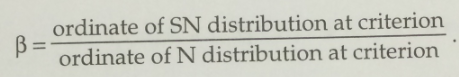 β = ordinate of SN distribution at criterion
ordinate of N distribution at criterion .